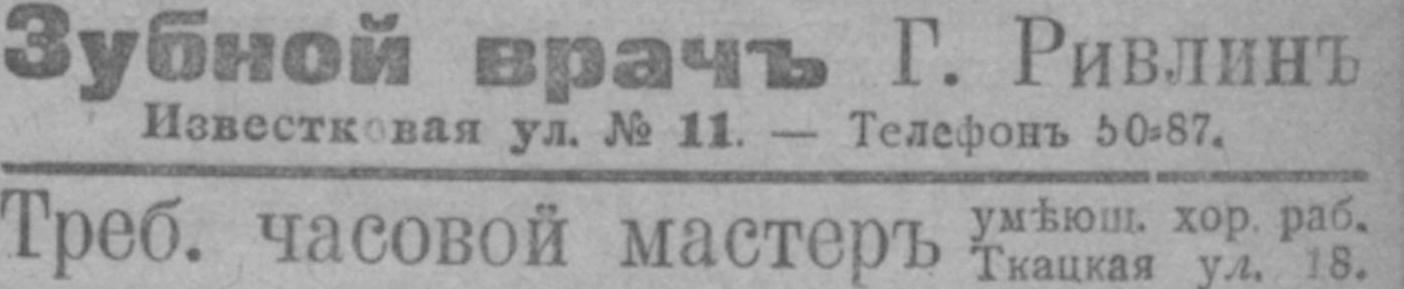 Зубной врачъ Г. Ривлинъ
Известковая ул. № 11. — Телефонъ 50-87.
Треб. часовой мастеръ умѣющ. хор. раб.
Ткацкая ул. 18.